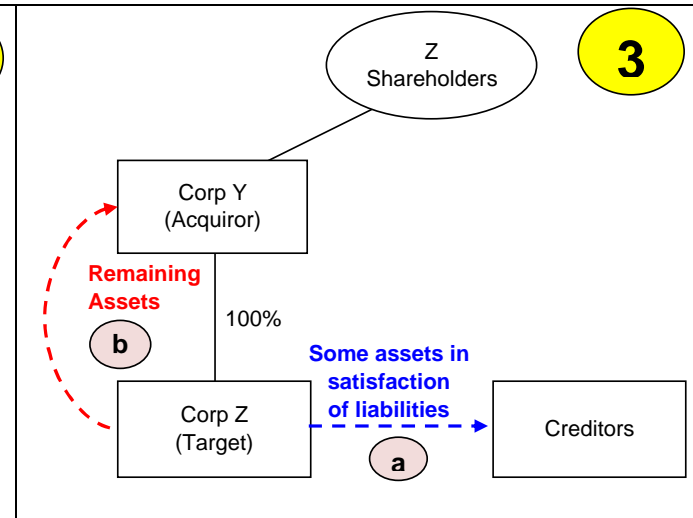 Z
Shareholders
3
Corp Y
(Acquiror)
Remaining
Assets
100%
b
Some assets in
satisfaction
of liabilities
Corp Z
(Target)
a
Creditors